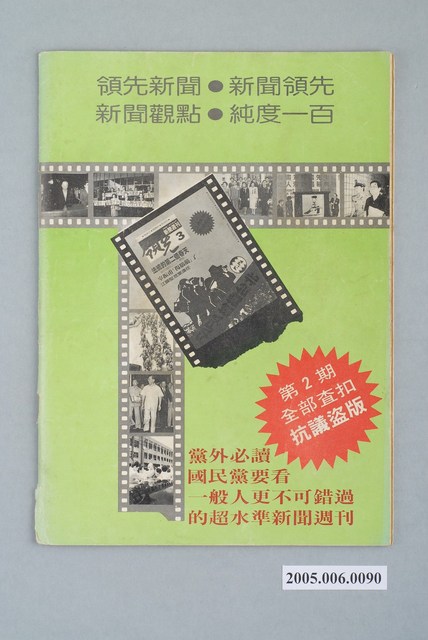 領先新聞●新聞領先
新聞觀點●純度一百
3
第2期
全部查扣
抗議盜版
黨外必讀
國民黨要看
一般人更不可錯過
的超水準新聞週刊
2005.006.0090